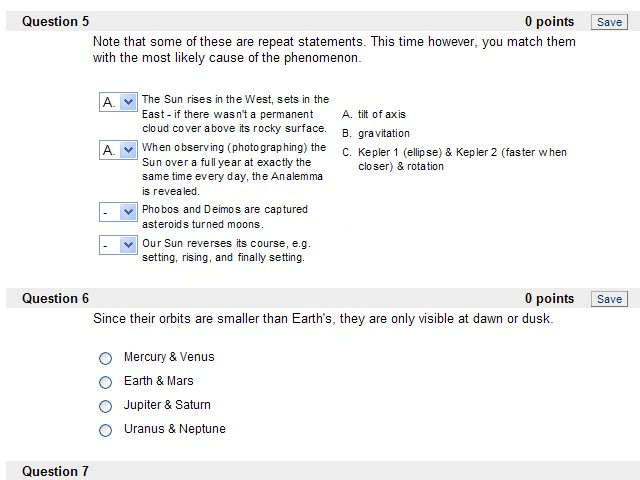 Question 5 0 points Save
Note that some of these are repeat statements. This time however, you match them
with the most likely cause of the phenomenon.
A. The Sun rises in the West, sets in the
East - if there wasn't a permanent
cloud cover above its rocky surface.
A. When observing (photographing) the
Sun over a full year at exactly the
same time every day, the Analemma
is revealed.
- Phobos and Deimos are captured
asteroids turned moons.
- Our Sun reverses its course, e.g.
setting, rising, and finally setting.
A. tilt of axis
B. gravitation
C. Kepler 1 (ellipse) & Kepler 2 (faster when
closer) & rotation
Question 6 0 points Save
Since their orbits are smaller than Earth's, they are only visible at dawn or dusk.
Mercury & Venus
Earth & Mars
Jupiter & Saturn
Uranus & Neptune
Question 7